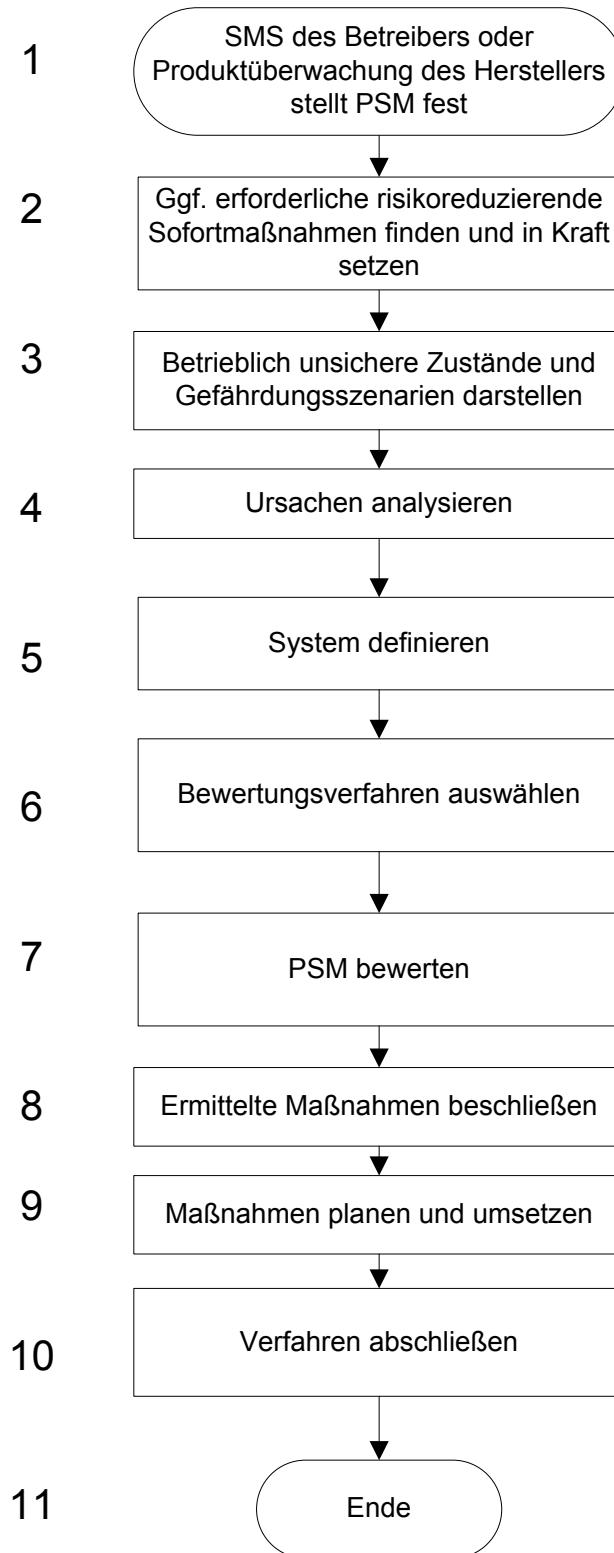 1
SMS des Betreibers oder
Produktüberwachung des Herstellers
stellt PSM fest
2
Ggf. erforderliche risikoreduzierende
Sofortmaßnahmen finden und in Kraft
setzen
3
Betrieblich unsichere Zustände und
Gefährdungsszenarien darstellen
4
Ursachen analysieren
5
System definieren
6
Bewertungsverfahren auswählen
7
PSM bewerten
8
Ermittelte Maßnahmen beschließen
9
Maßnahmen planen und umsetzen
10
Verfahren abschließen
11
Ende